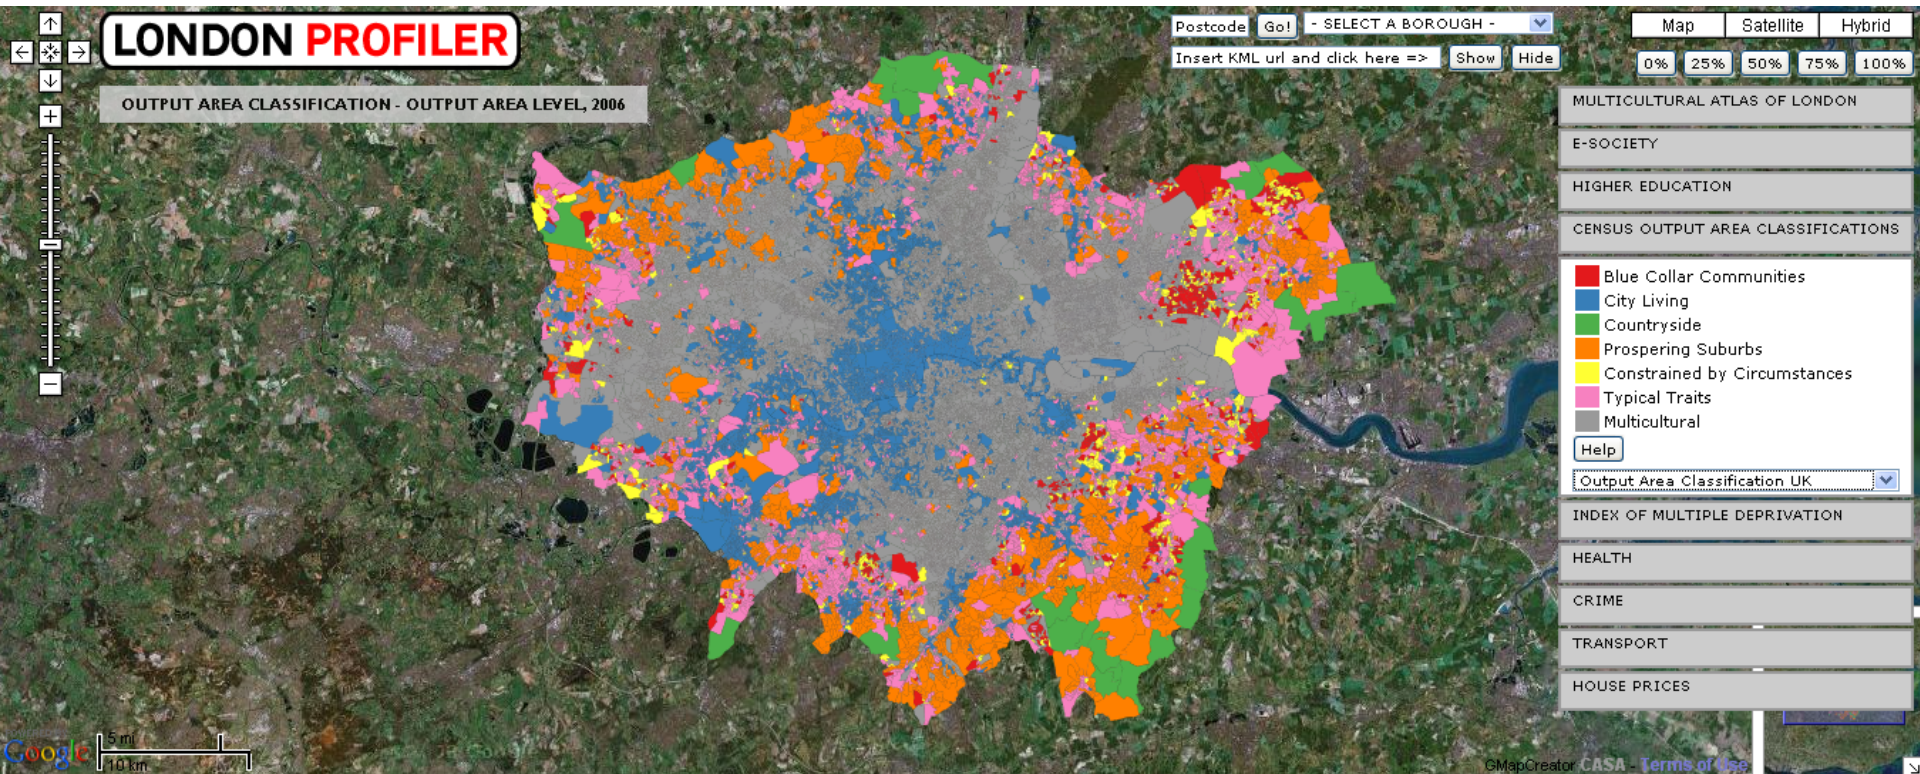 LONDON PROFILER
OUTPUT AREA CLASSIFICATION - OUTPUT AREA LEVEL, 2006
Postcode Go! - SELECT A BOROUGH -
Insert KML url and click here => Show Hide
Map Satellite Hybrid
0% 25% 50% 75% 100%
MULTICULTURAL ATLAS OF LONDON
E-SOCIETY
HIGHER EDUCATION
CENSUS OUTPUT AREA CLASSIFICATIONS
Blue Collar Communities
City Living
Countryside
Prospering Suburbs
Constrained by Circumstances
Typical Traits
Multicultural
Help
Output Area Classification UK
INDEX OF MULTIPLE DEPRIVATION
HEALTH
CRIME
TRANSPORT
HOUSE PRICES
Google
5 mi
10 km
GMapCreator CASA - Terms of Use